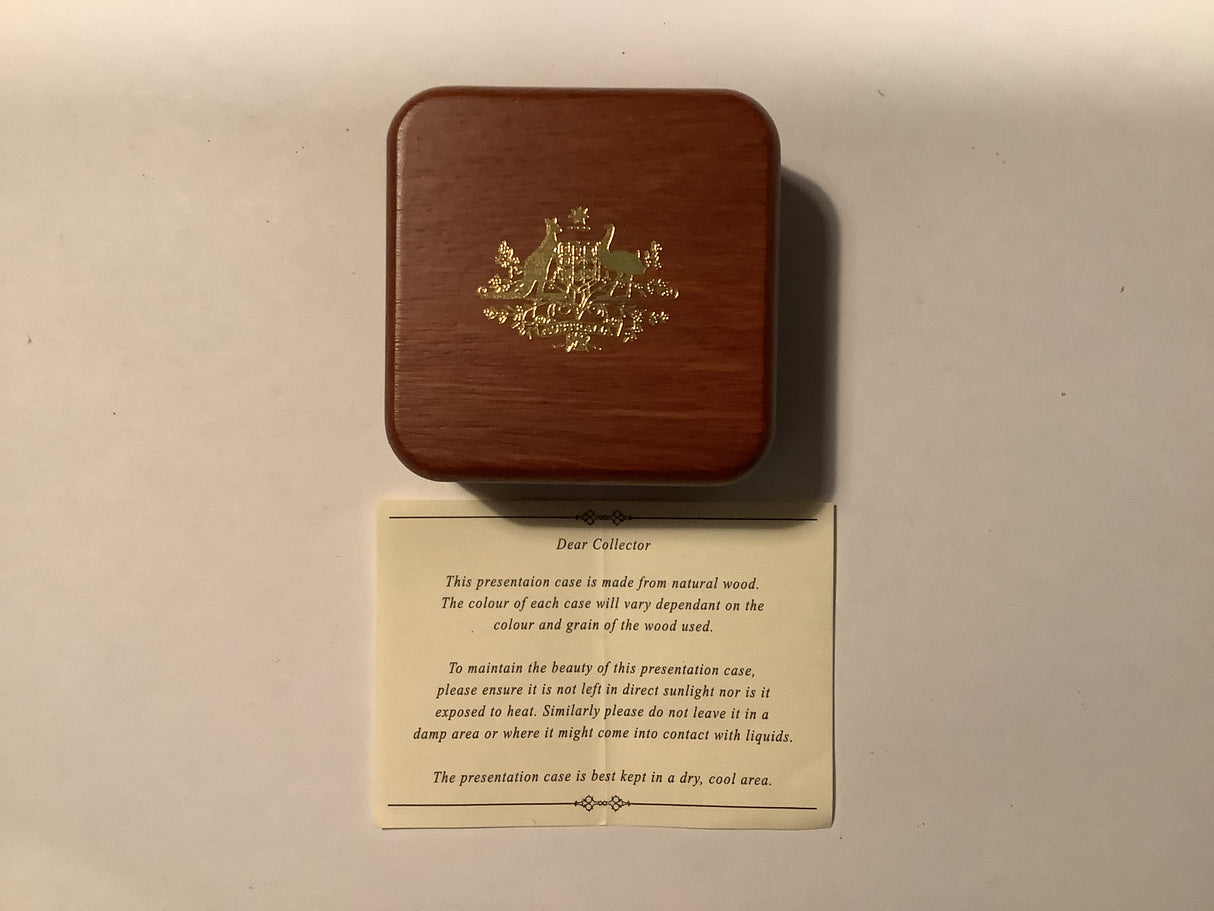 AUSTRALIA
Dear Collector
This presentaion case is made from natural wood.
The colour of each case will vary dependant on the
colour and grain of the wood used.
To maintain the beauty of this presentation case,
please ensure it is not left in direct sunlight nor is it
exposed to heat. Similarly please do not leave it in a
damp area or where it might come into contact with liquids.
The presentation case is best kept in a dry, cool area.